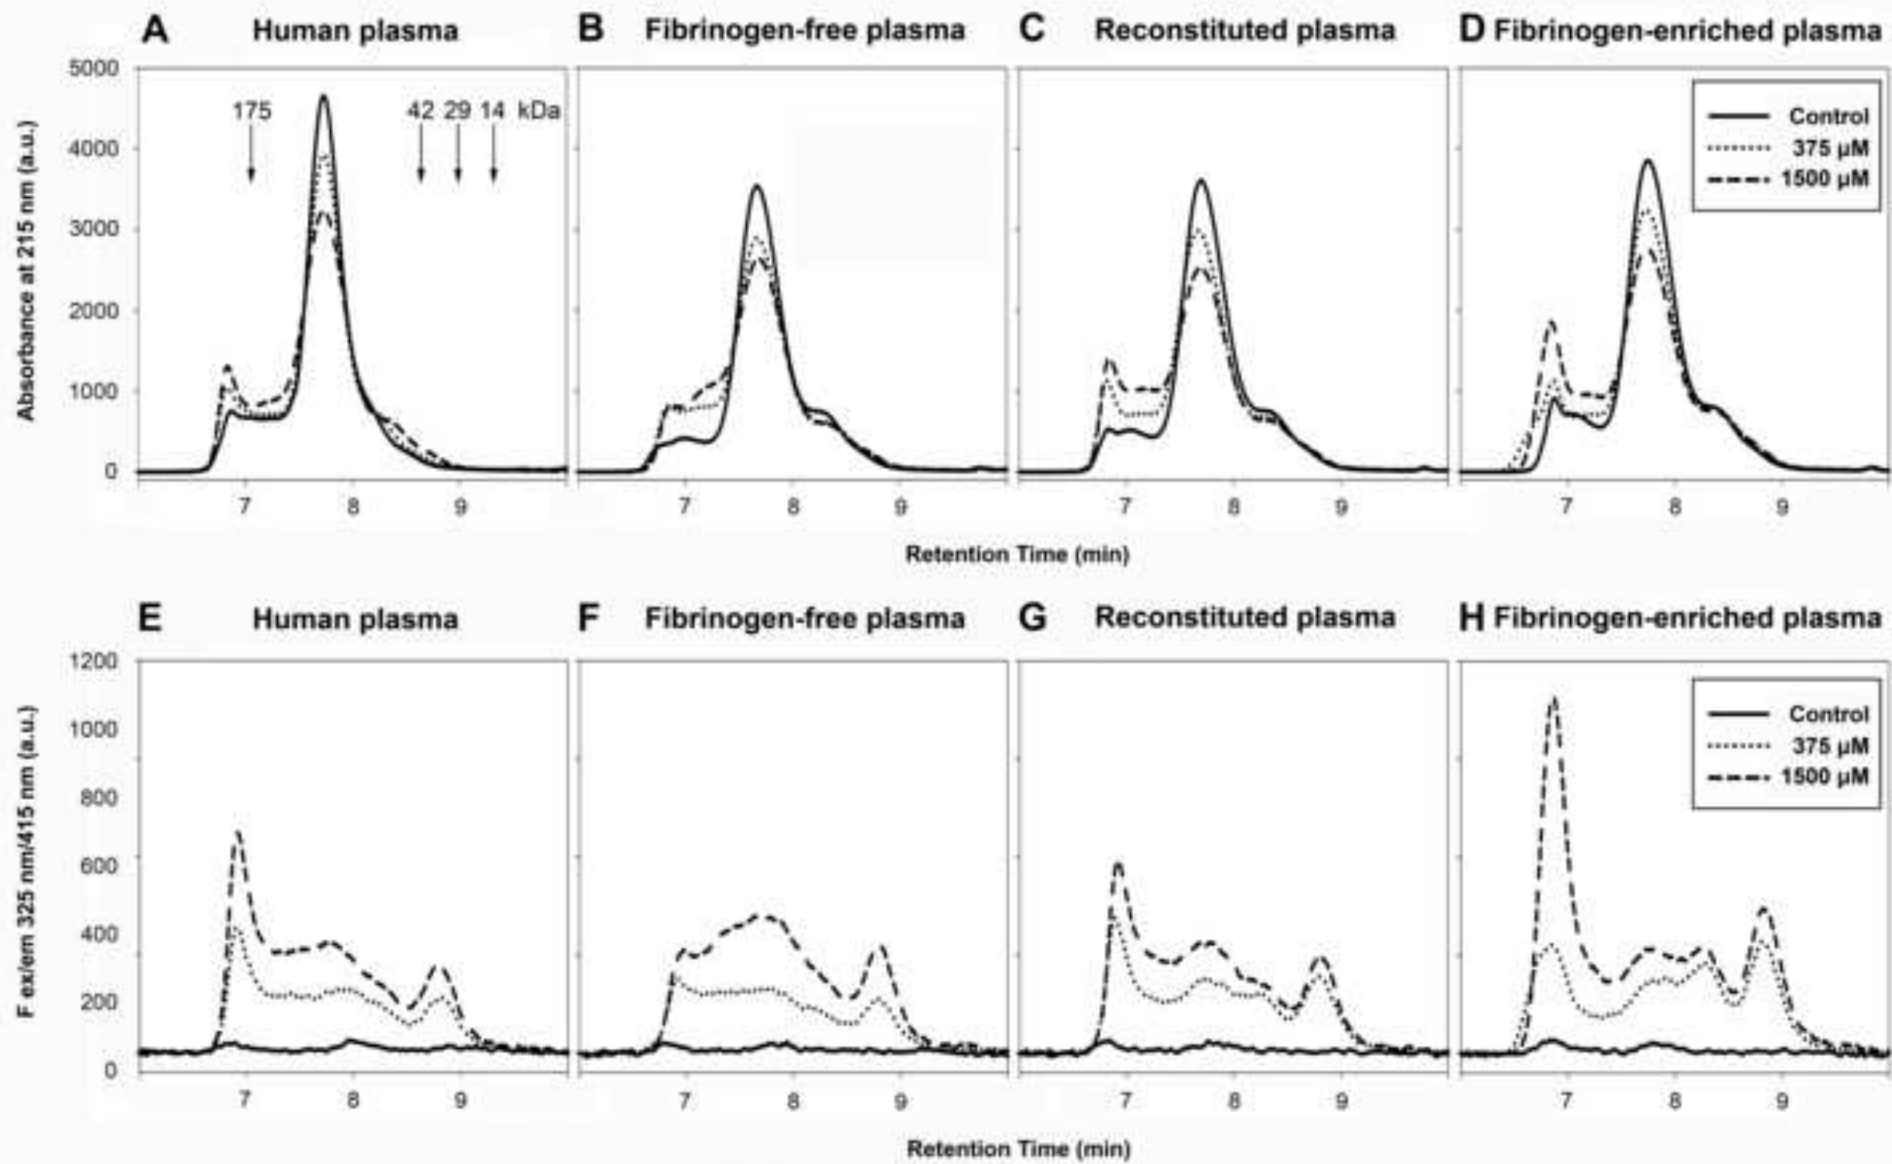 A Human plasma
B Fibrinogen-free plasma
C Reconstituted plasma
D Fibrinogen-enriched plasma
Absorbance at 215 nm (a.u.)
5000
4000
3000
2000
1000
0
175 42 29 14 kDa
Control
375 µM
1500 µM
7 8 9 7 8 9 7 8 9 7 8 9
Retention Time (min)
E Human plasma
F Fibrinogen-free plasma
G Reconstituted plasma
H Fibrinogen-enriched plasma
F ex/em 325 nm/415 nm (a.u.)
1200
1000
800
600
400
200
0
Control
375 µM
1500 µM
7 8 9 7 8 9 7 8 9 7 8 9
Retention Time (min)